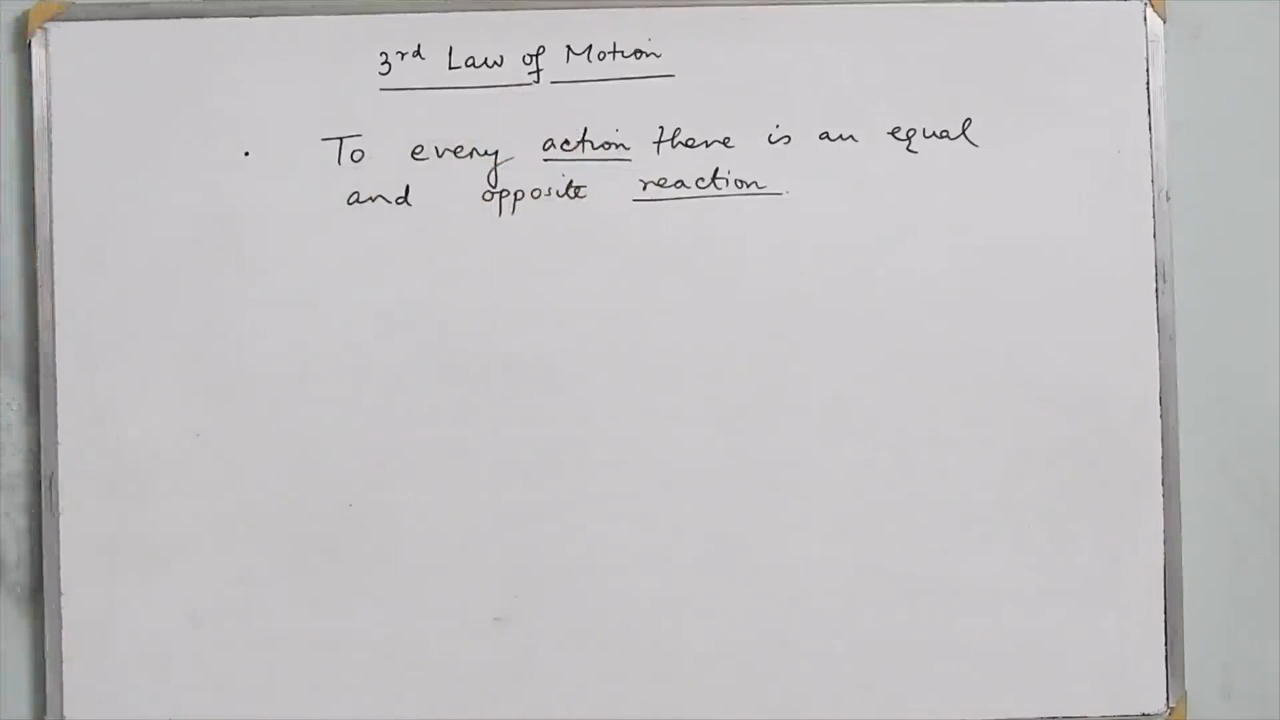 3rd Law of Motion
. To every action there is an equal
and opposite reaction.